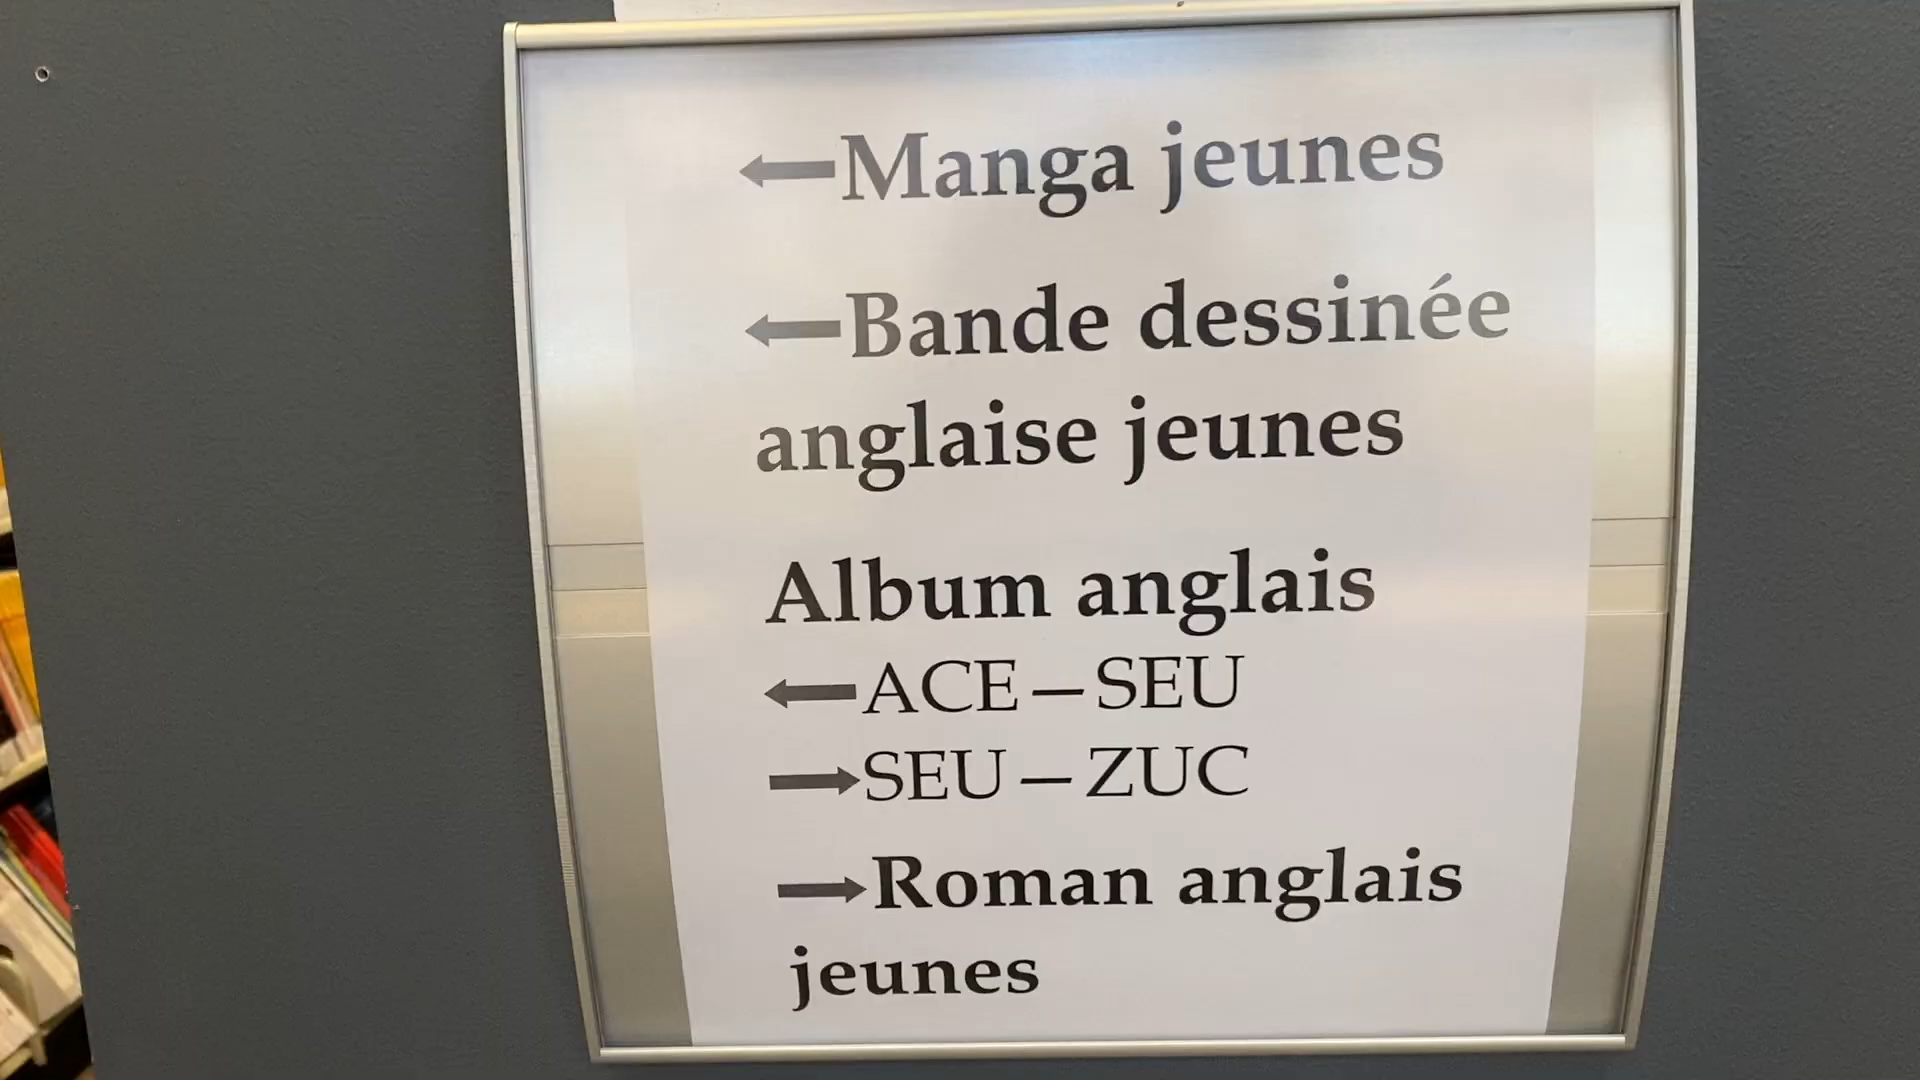 ←Manga jeunes
←Bande dessinée
anglaise jeunes
Album anglais
←ACE – SEU
→SEU – ZUC
→Roman anglais
jeunes